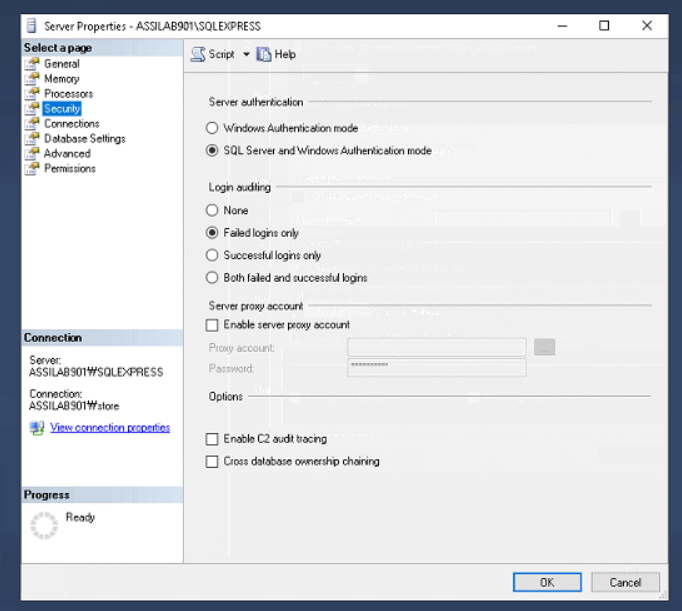 Server Properties - ASSILAB901\SQLEXPRESS
Select a page
General
Memory
Processors
Security
Connections
Database Settings
Advanced
Permissions
Connection
Server:
ASSILAB901₩SQLEXPRESS
Connection:
ASSILAB901₩store
View connection properties
Progress
Ready
Script
Help
Server authentication
Windows Authentication mode
SQL Server and Windows Authentication mode
Login auditing
None
Failed logins only
Successful logins only
Both failed and successful logins
Server proxy account
Enable server proxy account
Proxy account:
...
Password:
**********
Options
Enable C2 audit tracing
Cross database ownership chaining
OK
Cancel